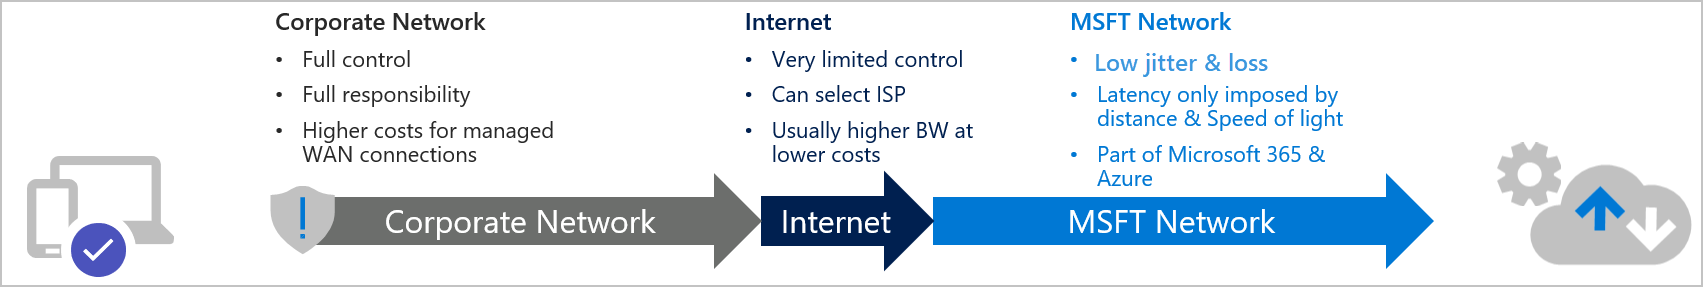 Corporate Network
• Full control
• Full responsibility
• Higher costs for managed
WAN connections
Internet
• Very limited control
• Can select ISP
• Usually higher BW at
lower costs
MSFT Network
• Low jitter & loss
• Latency only imposed by
distance & Speed of light
• Part of Microsoft 365 &
Azure
Corporate Network
Internet
MSFT Network